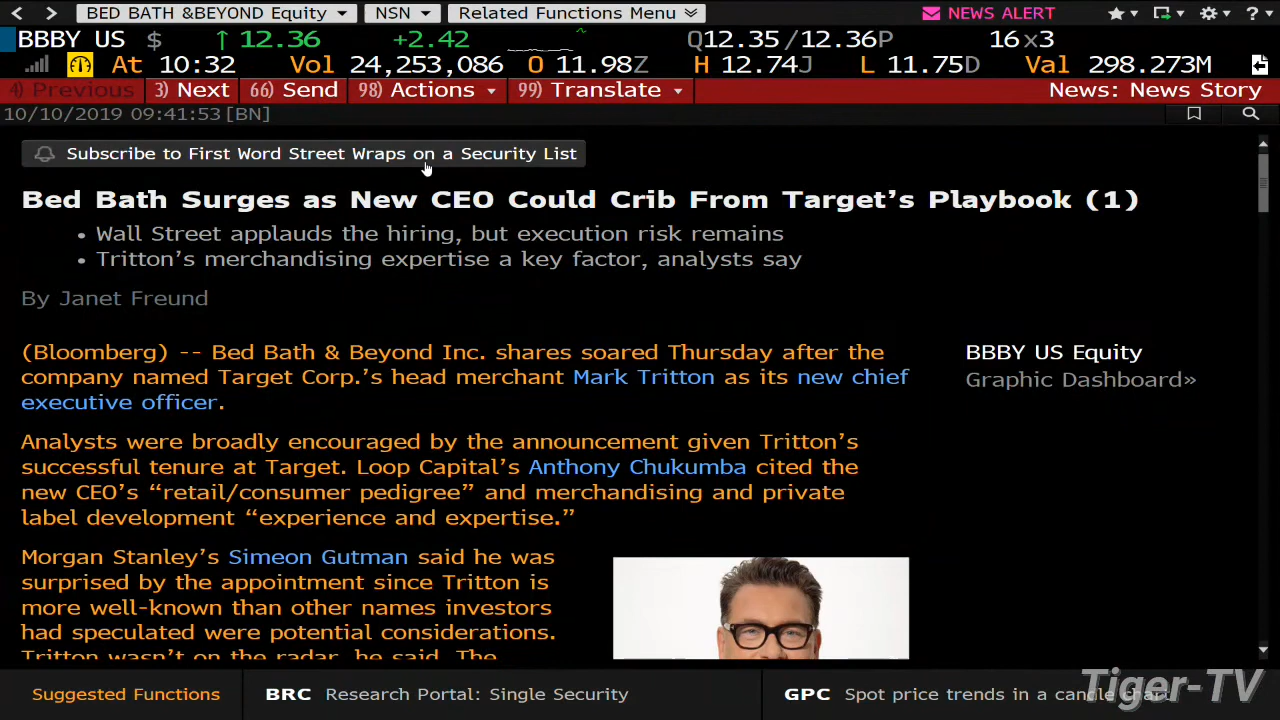 BED BATH &BEYOND Equity
NSN
Related Functions Menu
NEWS ALERT
?
BBBY US $ ↑ 12.36 +2.42 Q12.35/12.36P 16x3
At 10:32 Vol 24,253,086 O 11.98Z H 12.74J L 11.75D Val 298.273M
4) Previous 3) Next 66) Send 98) Actions 99) Translate News: News Story
10/10/2019 09:41:53 [BN]
Subscribe to First Word Street Wraps on a Security List
Bed Bath Surges as New CEO Could Crib From Target's Playbook (1)
• Wall Street applauds the hiring, but execution risk remains
• Tritton's merchandising expertise a key factor, analysts say
By Janet Freund
(Bloomberg) -- Bed Bath & Beyond Inc. shares soared Thursday after the
company named Target Corp.'s head merchant Mark Tritton as its new chief
executive officer.
BBBY US Equity
Graphic Dashboard»
Analysts were broadly encouraged by the announcement given Tritton's
successful tenure at Target. Loop Capital's Anthony Chukumba cited the
new CEO's “retail/consumer pedigree” and merchandising and private
label development “experience and expertise.”
Morgan Stanley's Simeon Gutman said he was
surprised by the appointment since Tritton is
more well-known than other names investors
had speculated were potential considerations.
Tritton wasn't on the radar, he said. The
Suggested Functions BRC Research Portal: Single Security GPC Spot price trends in a candle chart
Tiger-TV